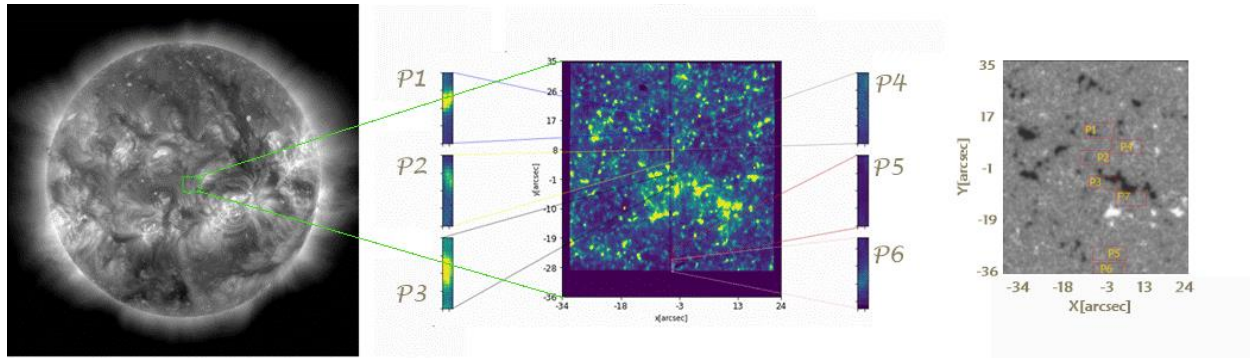 P1
P2
P3
35
26
17
8
-1
-10
-19
-28
-36
y[arcsec]
-34
-18
-3
13
24
x[arcsec]
P4
P5
P6
35
17
-1
-19
-36
Y[arcsec]
P1
P4
P2
P3
P7
P5
P6
-34
-18
-3
13
24
X[arcsec]